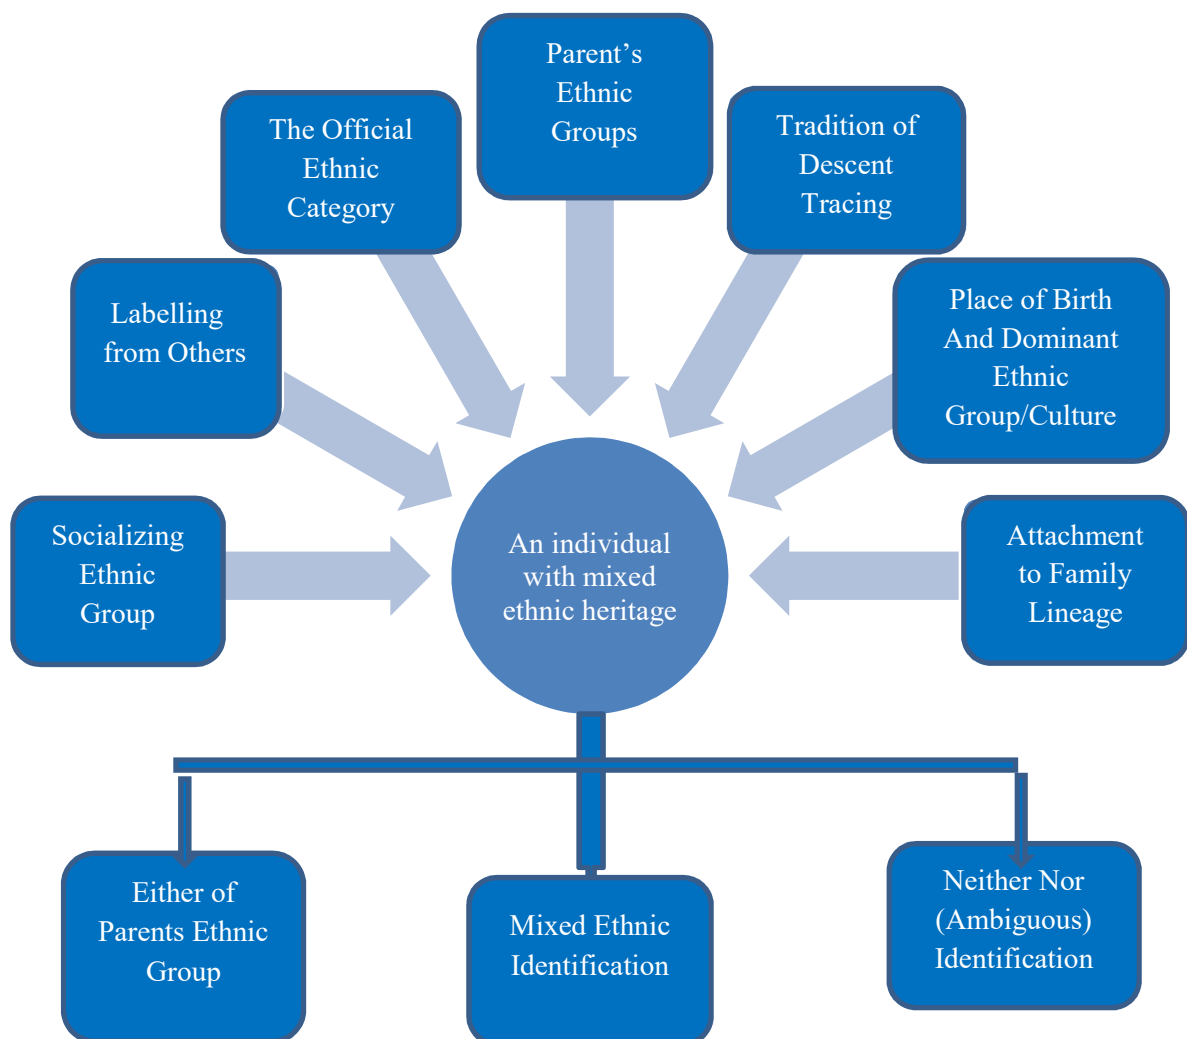 Parent’s
Ethnic
Groups
The Official
Ethnic
Category
Tradition of
Descent
Tracing
Labelling
from Others
Place of Birth
And Dominant
Ethnic
Group/Culture
Socializing
Ethnic
Group
An individual
with mixed
ethnic heritage
Attachment
to Family
Lineage
Either of
Parents Ethnic
Group
Mixed Ethnic
Identification
Neither Nor
(Ambiguous)
Identification